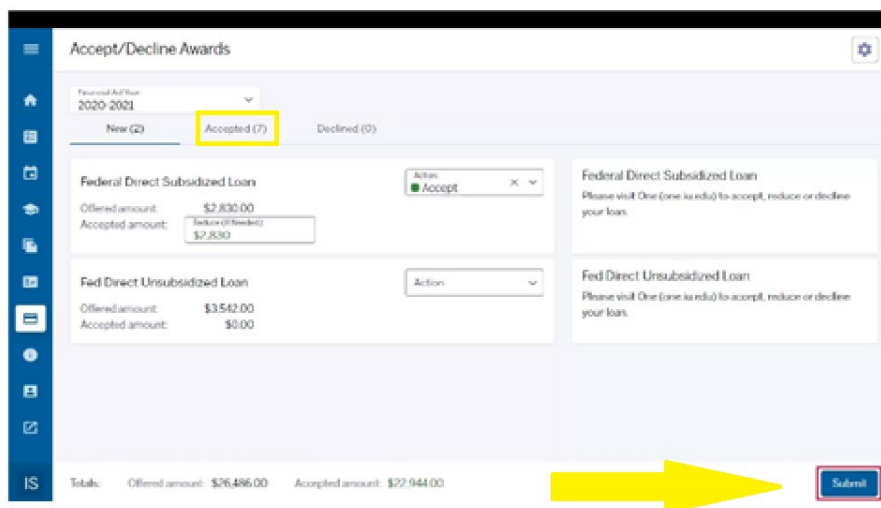 Accept/Decline Awards
Financial Aid Year
2020-2021
New (2)
Accepted (7)
Declined (0)
Federal Direct Subsidized Loan
Offered amount: $2,830.00
Accepted amount:
Reduce (If Needed)
$2,830
Action
Accept
Federal Direct Subsidized Loan
Please visit One (one.iu.edu) to accept, reduce or decline
your loan.
Fed Direct Unsubsidized Loan
Offered amount: $3,542.00
Accepted amount: $0.00
Action
Fed Direct Unsubsidized Loan
Please visit One (one.iu.edu) to accept, reduce or decline
your loan.
IS
Totals: Offered amount: $26,486.00 Accepted amount: $22,944.00
Submit